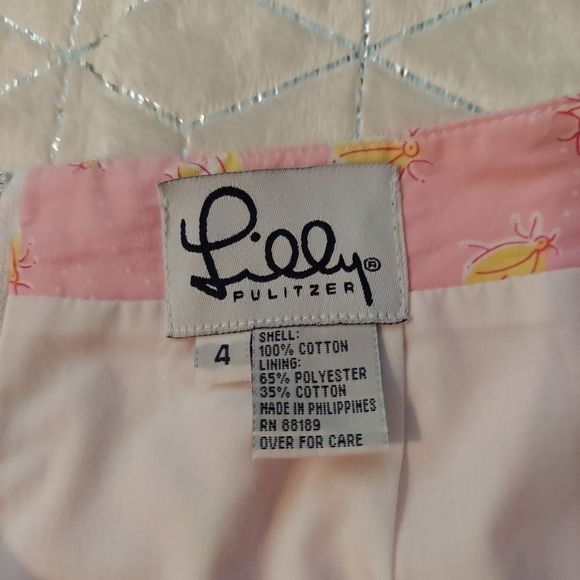 Lilly®
PULITZER
4
SHELL:
100% COTTON
LINING:
65% POLYESTER
35% COTTON
MADE IN PHILIPPINES
RN 88189
OVER FOR CARE